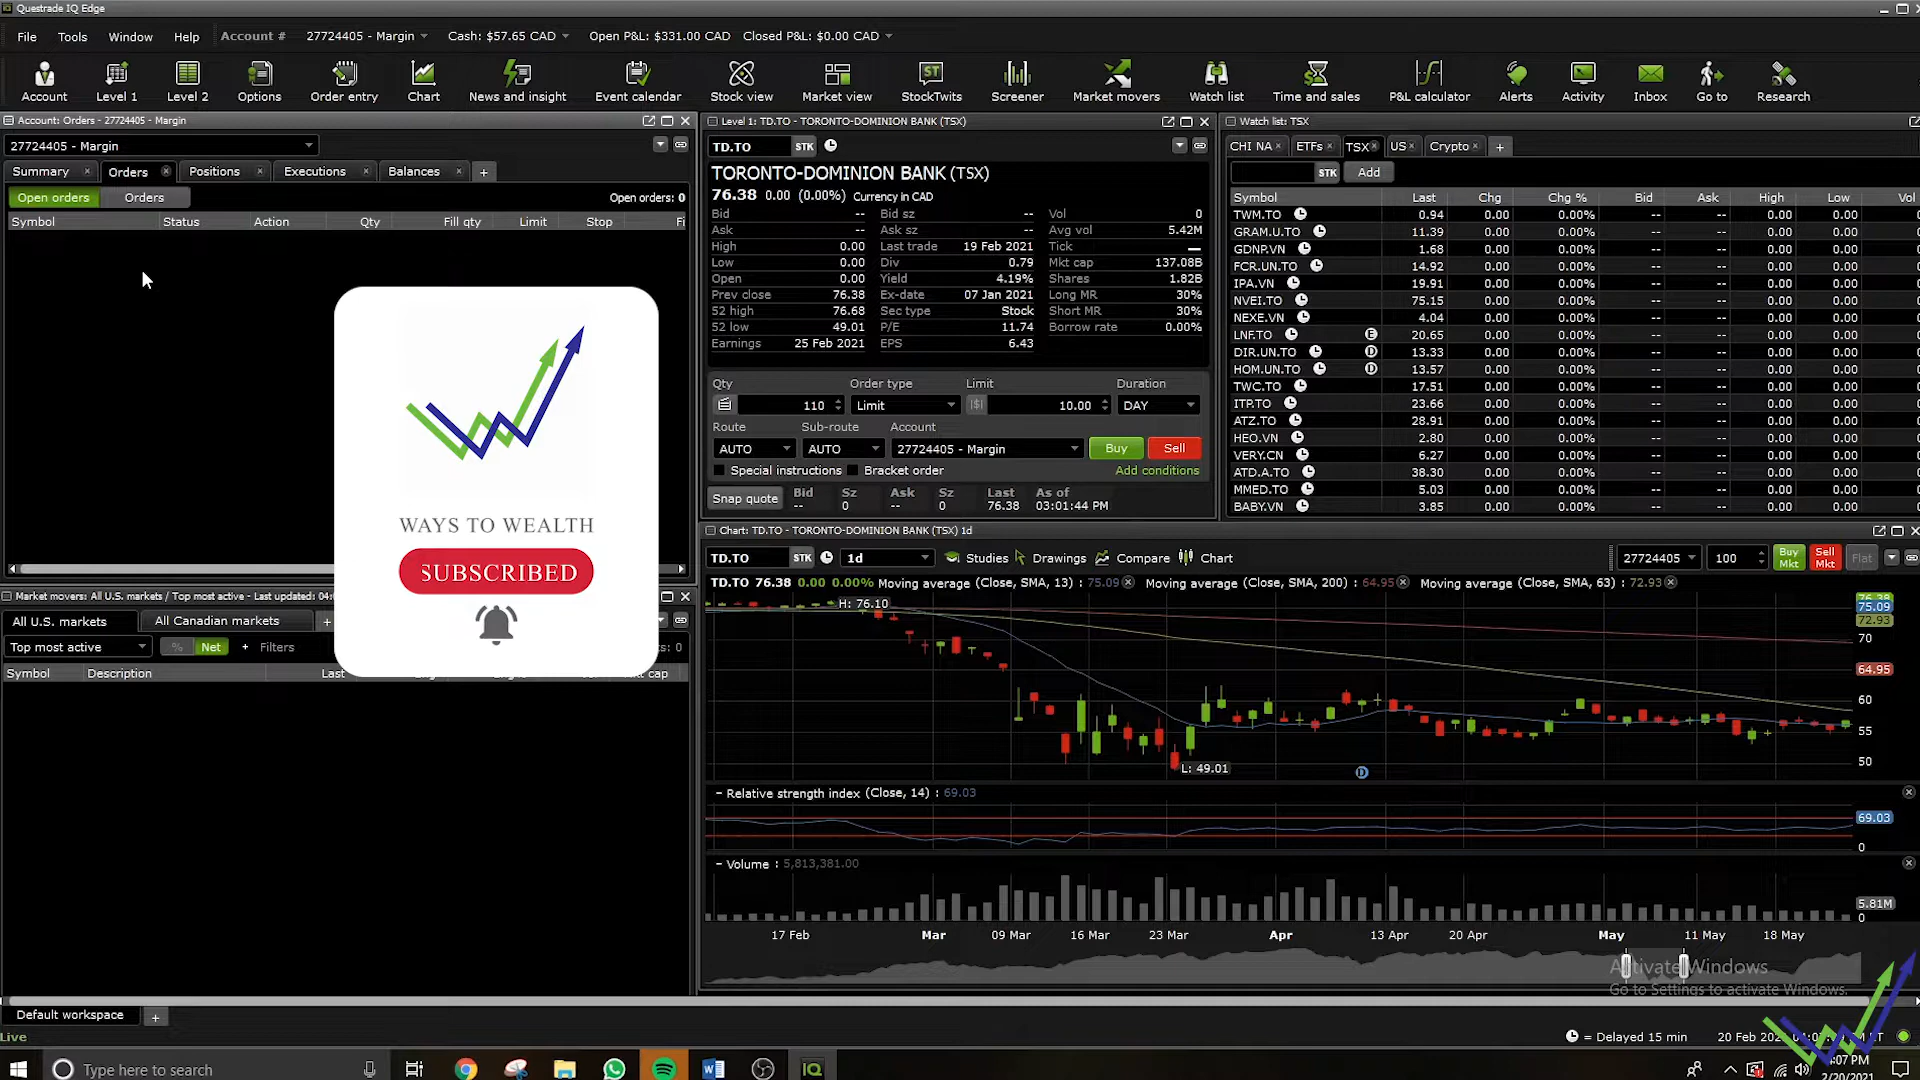 Questrade IQ Edge
File Tools Window Help Account # 27724405 - Margin Cash: $57.65 CAD Open P&L: $331.00 CAD Closed P&L: $0.00 CAD
Account Level 1 Level 2 Options Order entry Chart News and insight Event calendar Stock view Market view StockTwits Screener Market movers Watch list Time and sales P&L calculator Alerts Activity Inbox Go to Research
Account: Orders - 27724405 - Margin
27724405 - Margin
Summary Orders Positions Executions Balances +
Open orders Orders Open orders: 0
Symbol Status Action Qty Fill qty Limit Stop Fi
WAYS TO WEALTH
SUBSCRIBED
Market movers: All U.S. markets / Top most active - Last updated:
All U.S. markets All Canadian markets +
Top most active % Net + Filters : 0
Symbol Description Last cap
Level 1: TD.TO - TORONTO-DOMINION BANK (TSX)
TD.TO STK
TORONTO-DOMINION BANK (TSX)
76.38 0.00 (0.00%) Currency in CAD
Bid -- Bid sz -- Vol 0
Ask -- Ask sz -- Avg vol 5.42M
High 0.00 Last trade 19 Feb 2021 Tick —
Low 0.00 Div 0.79 Mkt cap 137.08B
Open 0.00 Yield 4.19% Shares 1.82B
Prev close 76.38 Ex-date 07 Jan 2021 Long MR 30%
52 high 76.68 Sec type Stock Short MR 30%
52 low 49.01 P/E 11.74 Borrow rate 0.00%
Earnings 25 Feb 2021 EPS 6.43
Qty Order type Limit Duration
110 Limit 10.00 DAY
Route Sub-route Account
AUTO AUTO 27724405 - Margin Buy Sell
Special instructions Bracket order Add conditions
Snap quote Bid Sz Ask Sz Last As of
-- 0 -- 0 76.38 03:01:44 PM
Watch list: TSX
CHI NA ETFs TSX US Crypto +
STK Add
Symbol Last Chg Chg % Bid Ask High Low Vol
TWM.TO 0.94 0.00 0.00% -- -- 0.00 0.00
GRAM.U.TO 11.39 0.00 0.00% -- -- 0.00 0.00
GDNP.VN 1.68 0.00 0.00% -- -- 0.00 0.00
FCR.UN.TO 14.92 0.00 0.00% -- -- 0.00 0.00
IPA.VN 19.91 0.00 0.00% -- -- 0.00 0.00
NVEI.TO 75.15 0.00 0.00% -- -- 0.00 0.00
NEXE.VN 4.04 0.00 0.00% -- -- 0.00 0.00
LNF.TO E 20.65 0.00 0.00% -- -- 0.00 0.00
DIR.UN.TO D 13.33 0.00 0.00% -- -- 0.00 0.00
HOM.UN.TO D 13.57 0.00 0.00% -- -- 0.00 0.00
TWC.TO 17.51 0.00 0.00% -- -- 0.00 0.00
ITP.TO 23.66 0.00 0.00% -- -- 0.00 0.00
ATZ.TO 28.91 0.00 0.00% -- -- 0.00 0.00
HEO.VN 2.80 0.00 0.00% -- -- 0.00 0.00
VERY.CN 6.27 0.00 0.00% -- -- 0.00 0.00
ATD.A.TO 38.30 0.00 0.00% -- -- 0.00 0.00
MMED.TO 5.03 0.00 0.00% -- -- 0.00 0.00
BABY.VN 3.85 0.00 0.00% -- -- 0.00 0.00
Chart: TD.TO - TORONTO-DOMINION BANK (TSX) 1d
TD.TO STK 1d Studies Drawings Compare Chart 27724405 100 Buy Mkt Sell Mkt Flat
TD.TO 76.38 0.00 0.00% Moving average (Close, SMA, 13) : 75.09 Moving average (Close, SMA, 200) : 64.95 Moving average (Close, SMA, 63) : 72.93
H: 76.10
76.38
75.09
72.93
70
64.95
60
55
50
L: 49.01
D
Relative strength index (Close, 14) : 69.03
69.03
0
Volume : 5,813,381.00
5.81M
0
17 Feb Mar 09 Mar 16 Mar 23 Mar Apr 13 Apr 20 Apr May 11 May 18 May
Activate Windows
Go to Settings to activate Windows.
Default workspace +
Live = Delayed 15 min 20 Feb
Type here to search
4:07 PM
2/20/2021